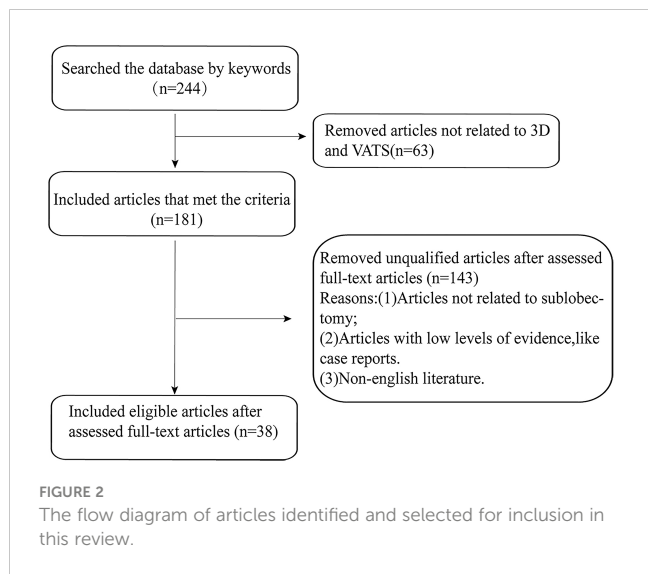 Searched the database by keywords
(n=244)
Removed articles not related to 3D
and VATS(n=63)
Included articles that met the criteria
(n=181)
Removed unqualified articles after assessed
full-text articles (n=143)
Reasons:(1)Articles not related to sublobec-
tomy;
(2)Articles with low levels of evidence,like
case reports.
(3)Non-english literature.
Included eligible articles after
assessed full-text articles (n=38)
FIGURE 2
The flow diagram of articles identified and selected for inclusion in
this review.